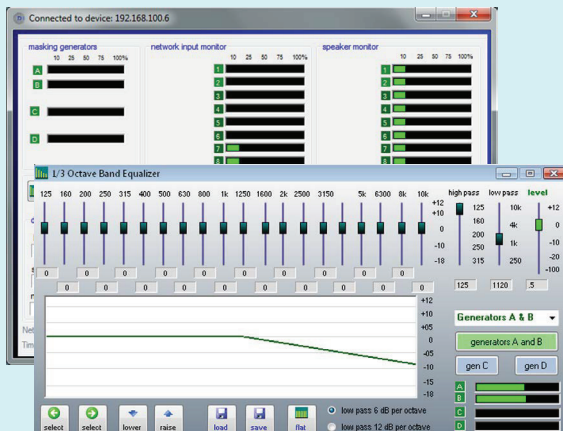 Connected to device: 192.168.100.6
masking generators
10 25 50 75 100%
A
B
C
D
network input monitor
10 25 50 75 100%
1
2
3
4
5
6
7
8
speaker monitor
10 25 50 75 100%
1
2
3
4
5
6
7
8
1/3 Octave Band Equalizer
125 160 200 250 315 400 500 630 800 1k 1250 1600 2k 2500 3150 5k 6300 8k 10k
+12
+10
0
-10
-18
0 0 0 0 0 0 0 0 0 0
0 0 0 0 0 0 0 0 0
high pass low pass level
125 10k +12
160 4k 0
200
250 1k -10
315 250 -20
-100
125 1120 .5
+12
+10
+05
0
-05
-10
-15
-18
Generators A & B
generators A and B
gen C gen D
A
B
C
D
select select lower raise load save flat
low pass 6 dB per octave
low pass 12 dB per octave
Net
Tim